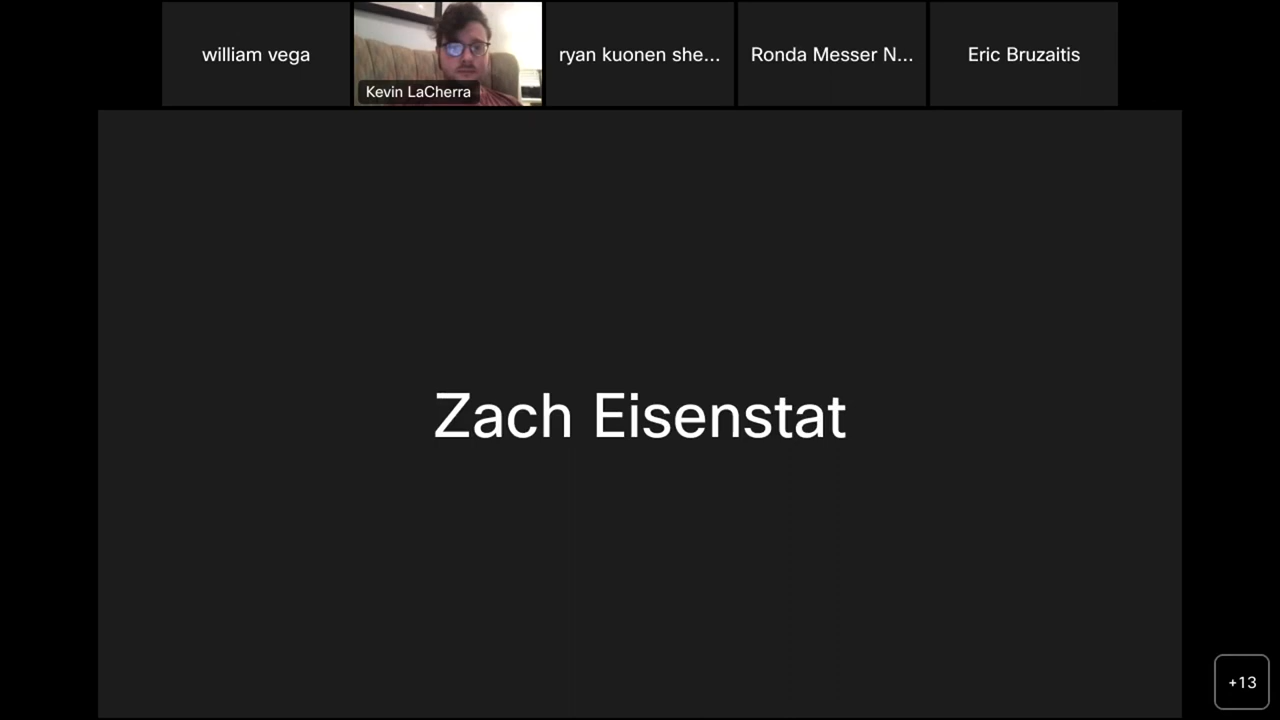 william vega
Kevin LaCherra
ryan kuonen she...
Ronda Messer N...
Eric Bruzaitis
Zach Eisenstat
+13